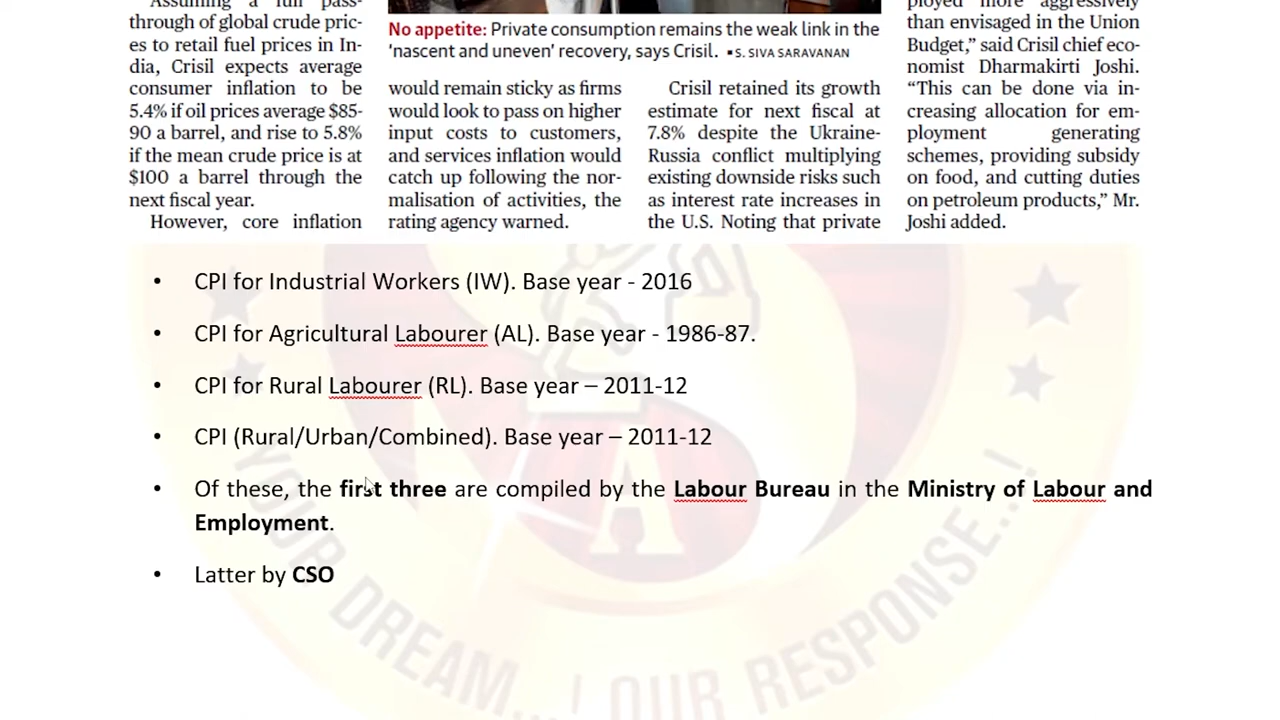 Assuming a full pass-
through of global crude pric-
es to retail fuel prices in In-
dia, Crisil expects average
consumer inflation to be
5.4% if oil prices average $85-
90 a barrel, and rise to 5.8%
if the mean crude price is at
$100 a barrel through the
next fiscal year.
However, core inflation
No appetite: Private consumption remains the weak link in the
'nascent and uneven' recovery, says Crisil. ▪S. SIVA SARAVANAN
would remain sticky as firms
would look to pass on higher
input costs to customers,
and services inflation would
catch up following the nor-
malisation of activities, the
rating agency warned.
Crisil retained its growth
estimate for next fiscal at
7.8% despite the Ukraine-
Russia conflict multiplying
existing downside risks such
as interest rate increases in
the U.S. Noting that private
ployed more aggressively
than envisaged in the Union
Budget,” said Crisil chief eco-
nomist Dharmakirti Joshi.
“This can be done via in-
creasing allocation for em-
ployment generating
schemes, providing subsidy
on food, and cutting duties
on petroleum products,” Mr.
Joshi added.
• CPI for Industrial Workers (IW). Base year - 2016
• CPI for Agricultural Labourer (AL). Base year - 1986-87.
• CPI for Rural Labourer (RL). Base year – 2011-12
• CPI (Rural/Urban/Combined). Base year – 2011-12
• Of these, the first three are compiled by the Labour Bureau in the Ministry of Labour and
Employment.
• Latter by CSO
YOUR DREAM...! OUR RESPONSE...!
A